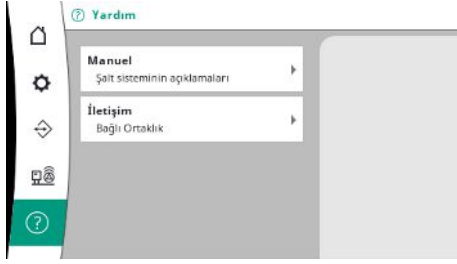 Yardım
Manuel
Şalt sisteminin açıklamaları
İletişim
Bağlı Ortaklık